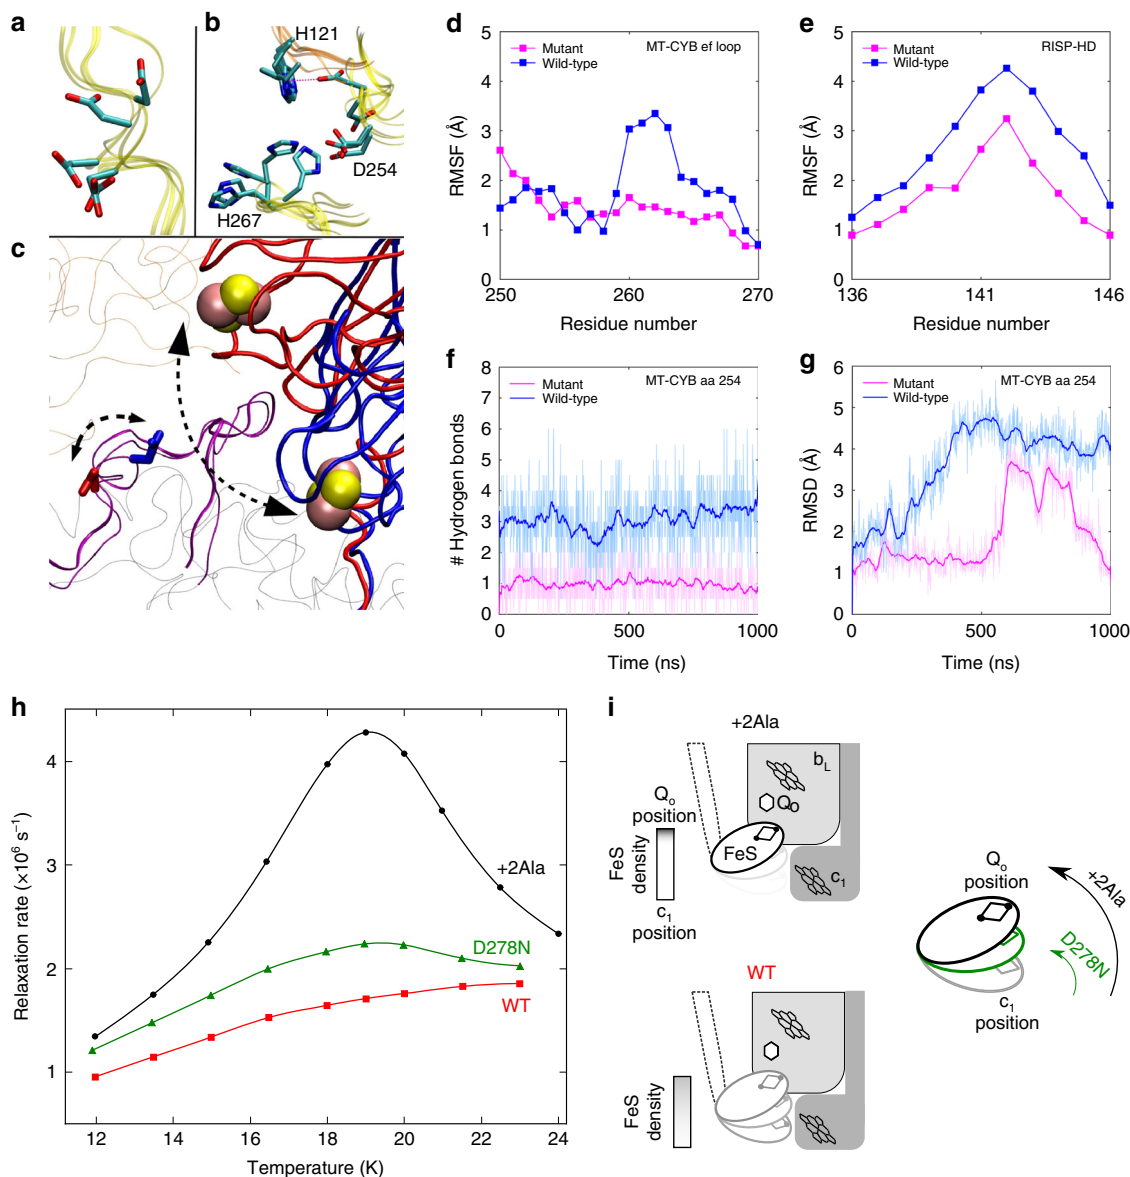 a
b
H121
D254
H267
c
d
Mutant
Wild-type
MT-CYB ef loop
RMSF (Å)
5
4
3
2
1
0
250
260
270
Residue number
e
Mutant
Wild-type
RISP-HD
RMSF (Å)
5
4
3
2
1
0
136
141
146
Residue number
f
Mutant
Wild-type
MT-CYB aa 254
# Hydrogen bonds
8
7
6
5
4
3
2
1
0
0
500
1000
Time (ns)
g
Mutant
Wild-type
MT-CYB aa 254
RMSD (Å)
6
5
4
3
2
1
0
0
500
1000
Time (ns)
h
Relaxation rate (×10⁶ s⁻¹)
4
3
2
1
+2Ala
D278N
WT
12
14
16
18
20
22
24
Temperature (K)
i
+2Ala
bL
Qo
Qo
position
FeS
density
FeS
c1
c1
position
WT
FeS
density
Qo
position
+2Ala
D278N
c1
position